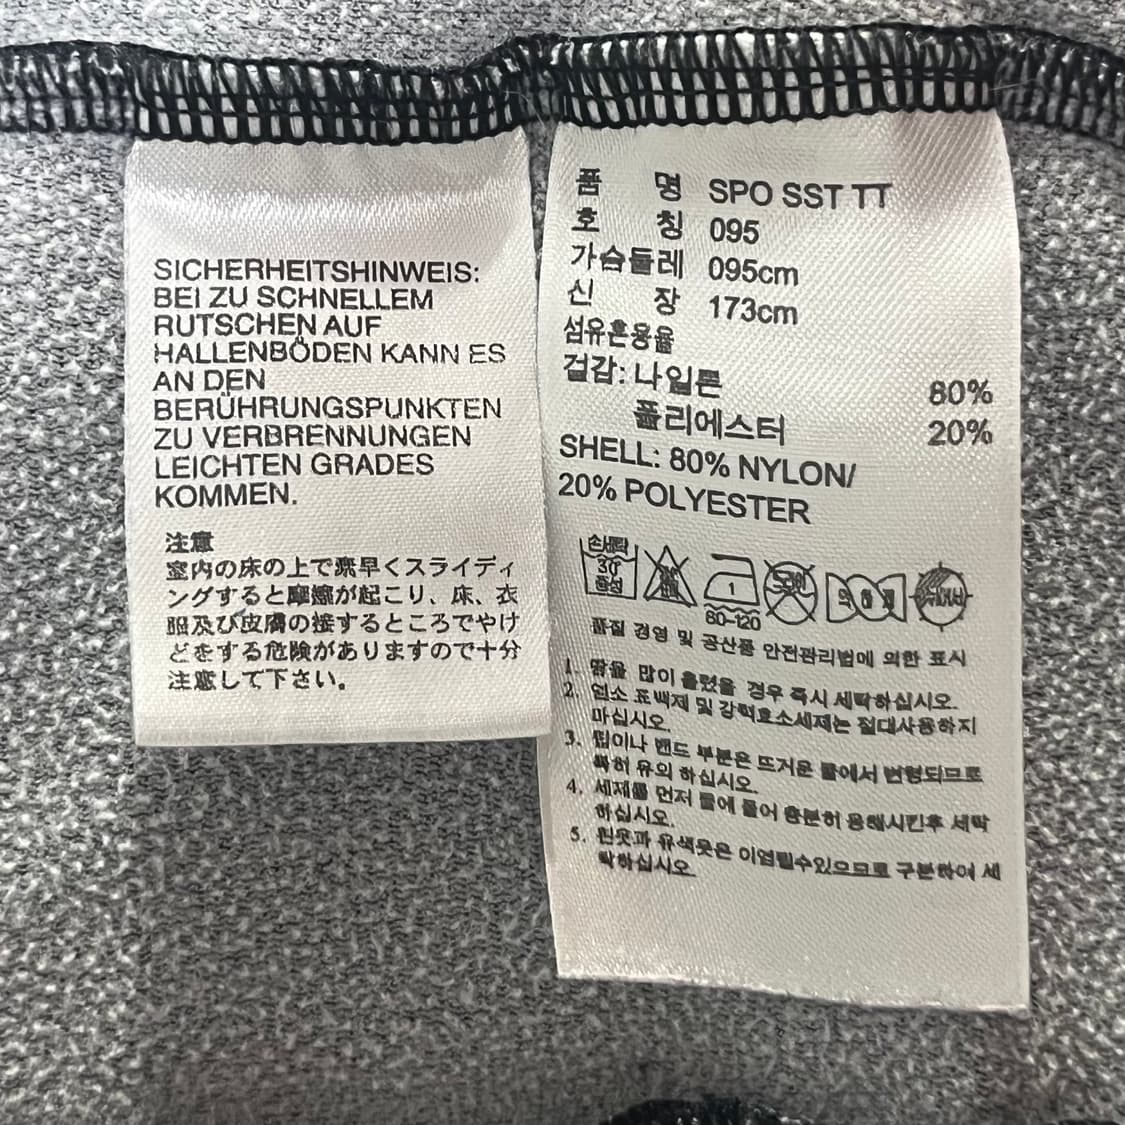 SICHERHEITSHINWEIS:
BEI ZU SCHNELLEM
RUTSCHEN AUF
HALLENBÖDEN KANN ES
AN DEN
BERÜHRUNGSPUNKTEN
ZU VERBRENNUNGEN
LEICHTEN GRADES
KOMMEN.
注意
室内の床の上で素早くスライディ
ングすると摩擦が起こり、床、衣
服及び皮膚の接するところでやけ
どをする危険がありますので十分
注意して下さい。
품 명 SPO SST TT
호 칭 095
가슴둘레 095cm
신 장 173cm
섬유혼용율
겉감: 나일론 80%
폴리에스터 20%
SHELL: 80% NYLON/
20% POLYESTER
손세탁
30
중성
1
80-120
품질 경영 및 공산품 안전관리법에 의한 표시
1. 땀을 많이 흘렸을 경우 즉시 세탁하십시오.
2. 염소 표백제 및 강력효소세제는 절대사용하지
마십시오.
3. 립이나 밴드 부분은 뜨거운 물에서 변형되므로
특히 유의 하십시오.
4. 세제를 먼저 물에 풀어 충분히 용해시킨후 세탁
하십시오.
5. 흰옷과 유색옷은 이염될수있으므로 구분하여 세
탁하십시오.